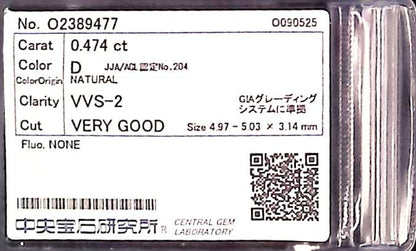 No. O2389477 O090525
Carat 0.474 ct
Color D JJA/AGL認定No.204
ColorOrigin NATURAL
Clarity VVS-2 GIAグレーディング
システムに準拠
Cut VERY GOOD Size 4.97 - 5.03 × 3.14 mm
Fluo. NONE
中央宝石研究所® CENTRAL GEM
LABORATORY